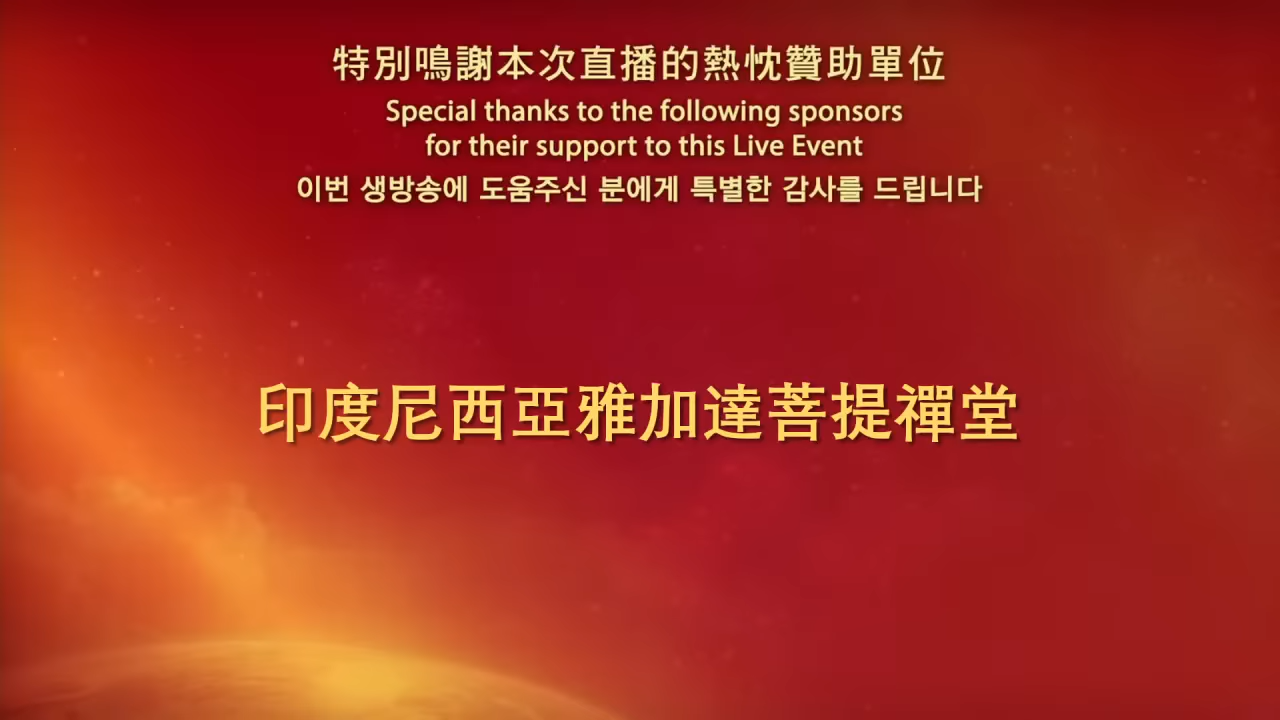 特別鳴謝本次直播的熱忱贊助單位
Special thanks to the following sponsors
for their support to this Live Event
이번 생방송에 도움주신 분에게 특별한 감사를 드립니다
印度尼西亞雅加達菩提禪堂